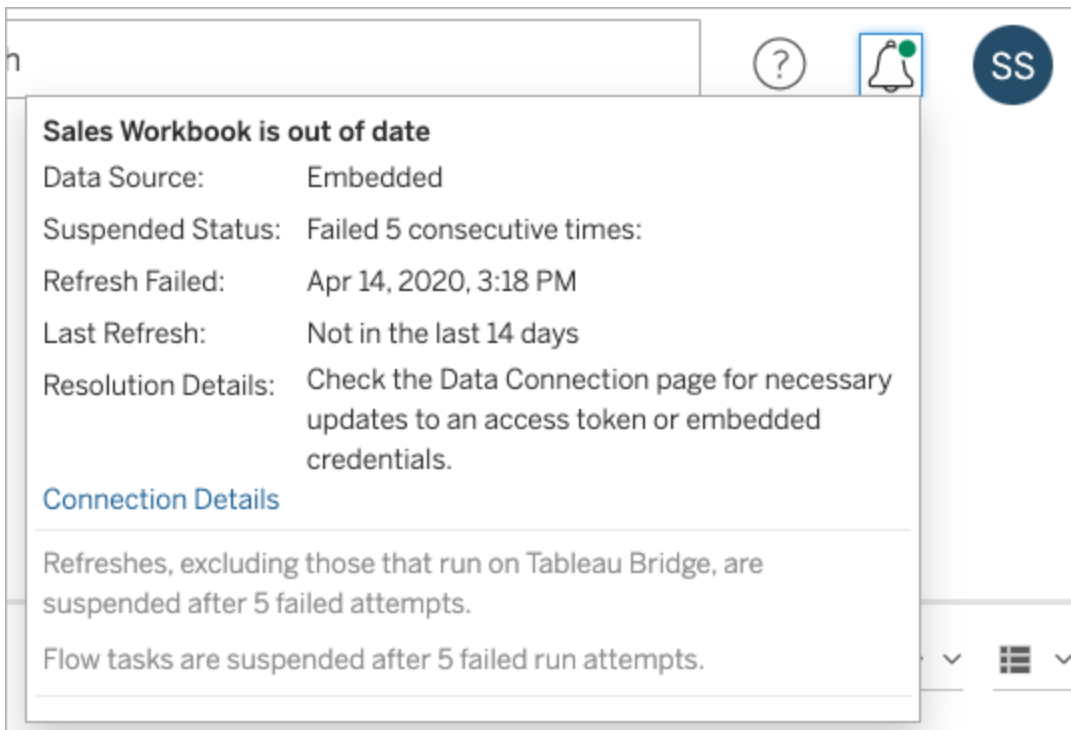 h
?
SS
Sales Workbook is out of date
Data Source: Embedded
Suspended Status: Failed 5 consecutive times:
Refresh Failed: Apr 14, 2020, 3:18 PM
Last Refresh: Not in the last 14 days
Resolution Details: Check the Data Connection page for necessary
updates to an access token or embedded
credentials.
Connection Details
Refreshes, excluding those that run on Tableau Bridge, are
suspended after 5 failed attempts.
Flow tasks are suspended after 5 failed run attempts.